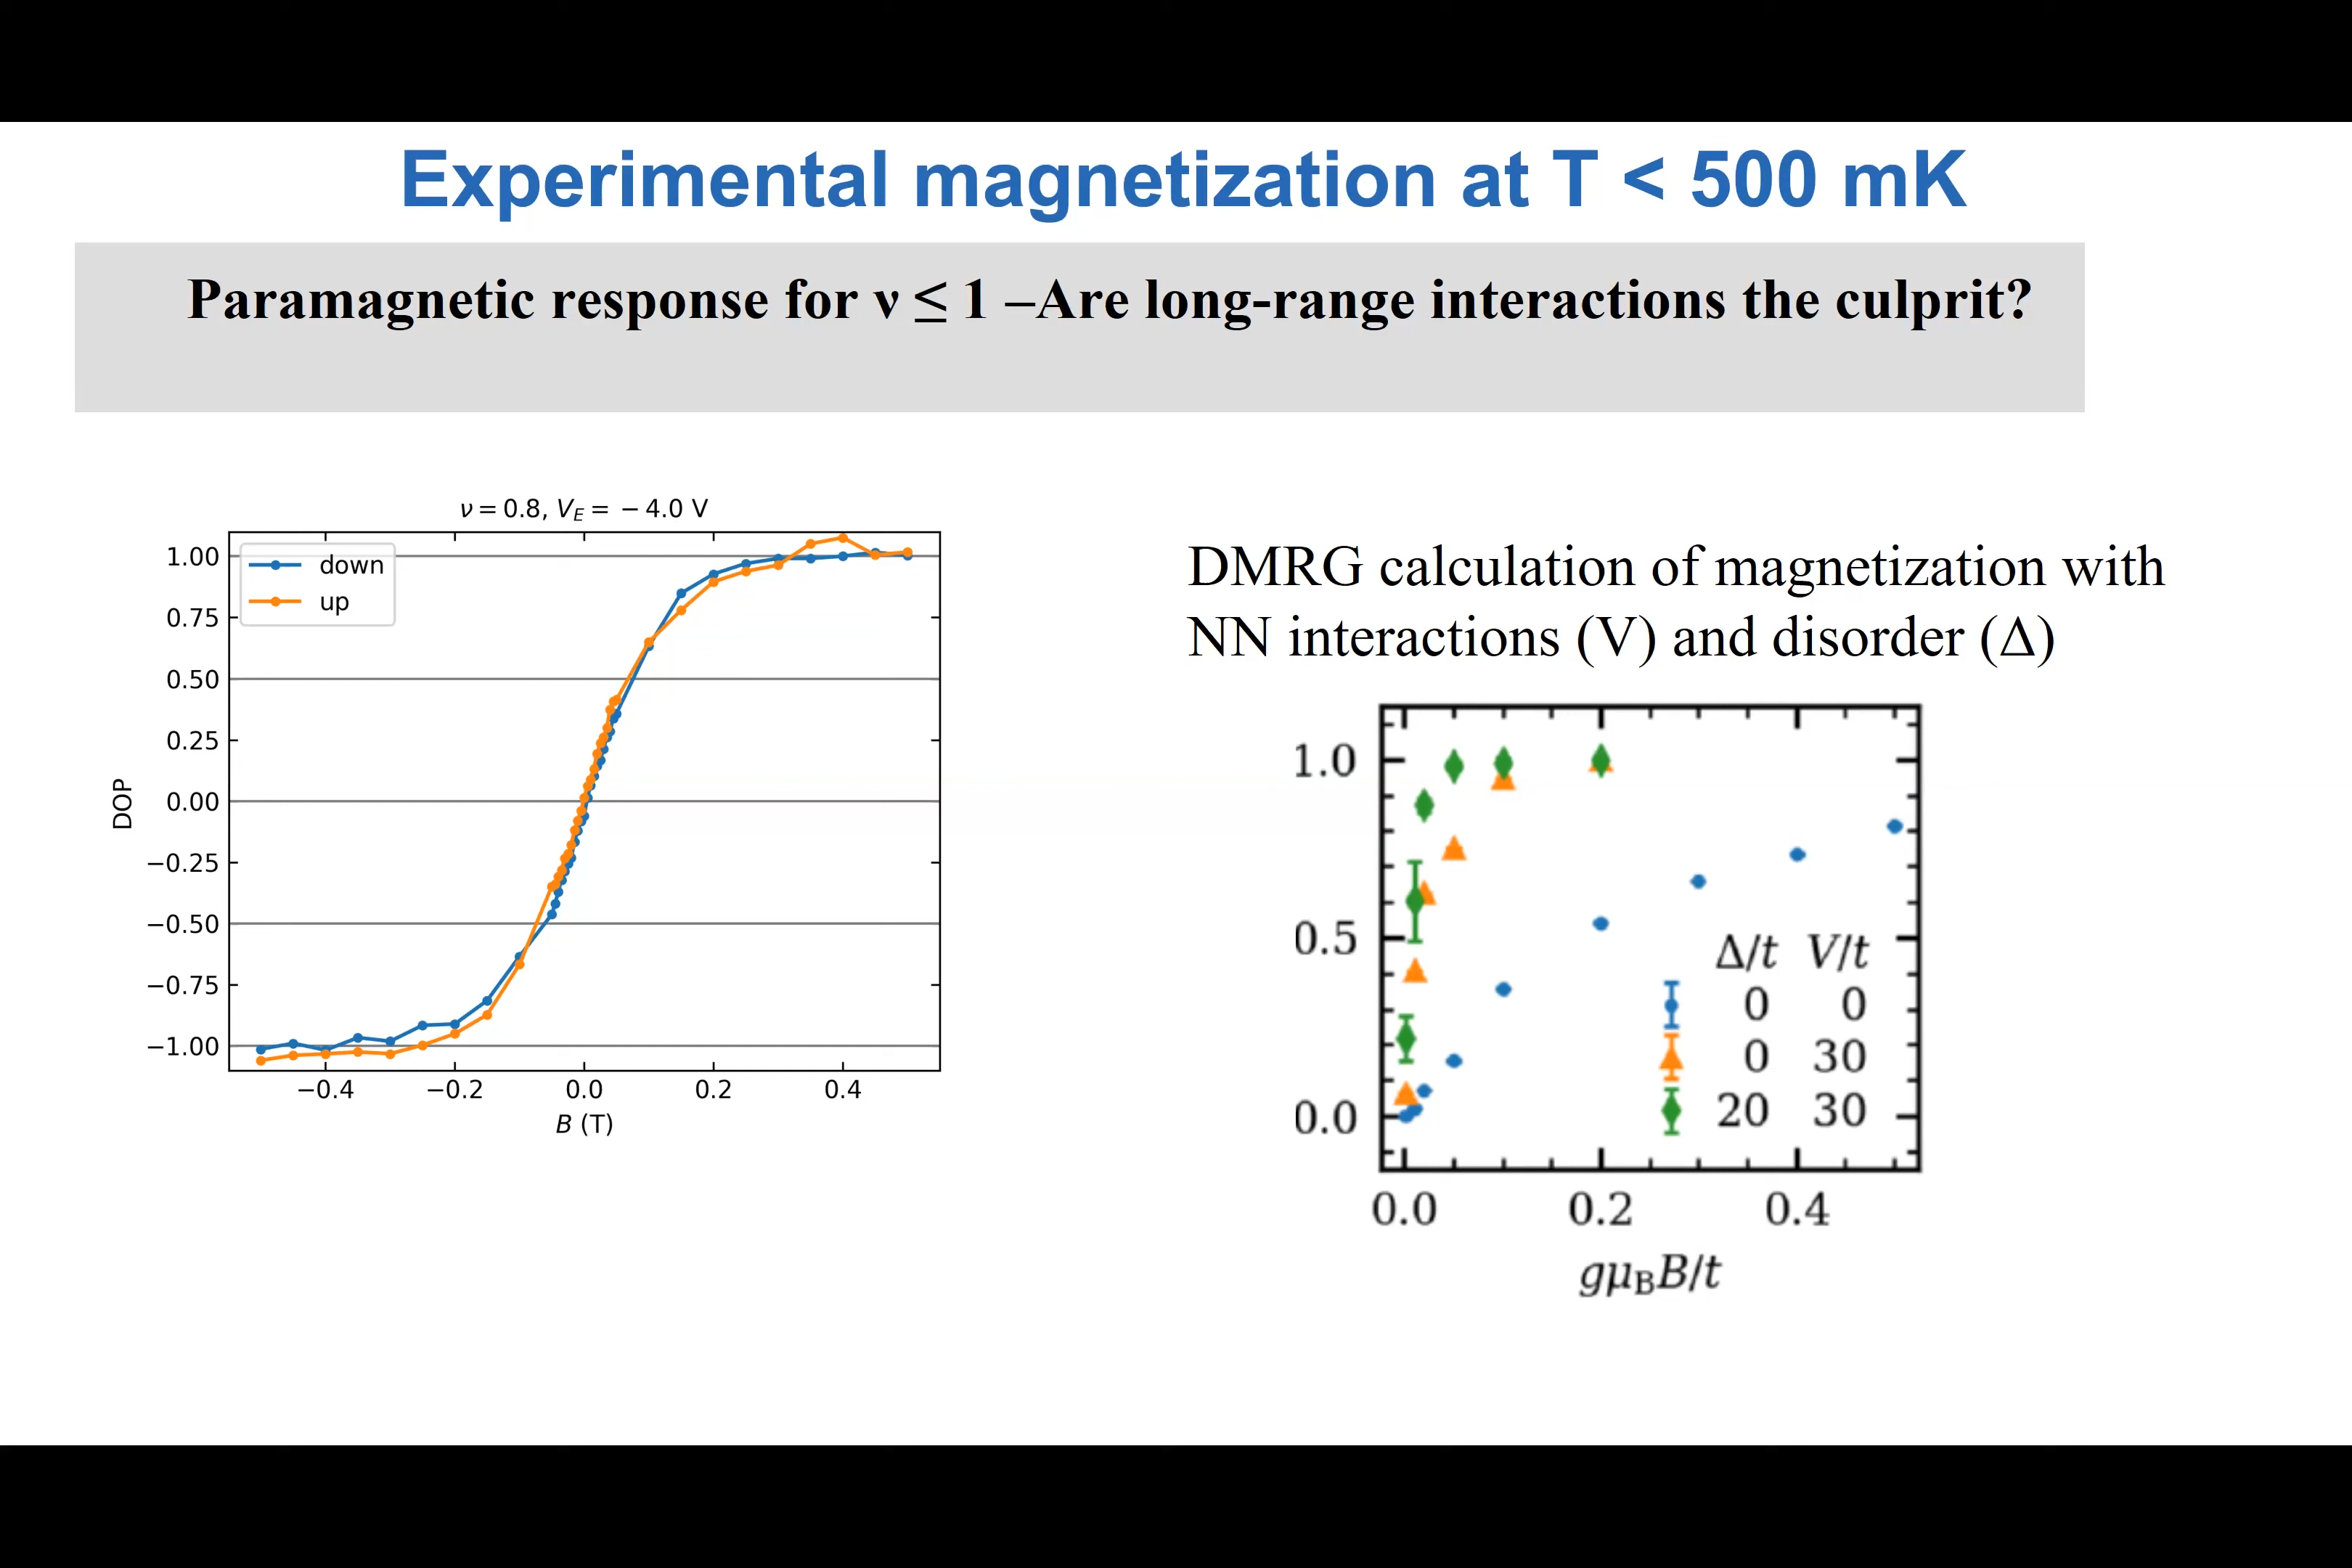 Experimental magnetization at T < 500 mK
Paramagnetic response for ν ≤ 1 –Are long-range interactions the culprit?
ν = 0.8, V_E = − 4.0 V
down
up
1.00
0.75
0.50
0.25
0.00
−0.25
−0.50
−0.75
−1.00
DOP
−0.4 −0.2 0.0 0.2 0.4
B (T)
DMRG calculation of magnetization with
NN interactions (V) and disorder (Δ)
1.0
0.5
0.0
Δ/t V/t
0 0
0 30
20 30
0.0 0.2 0.4
gμ_B B/t